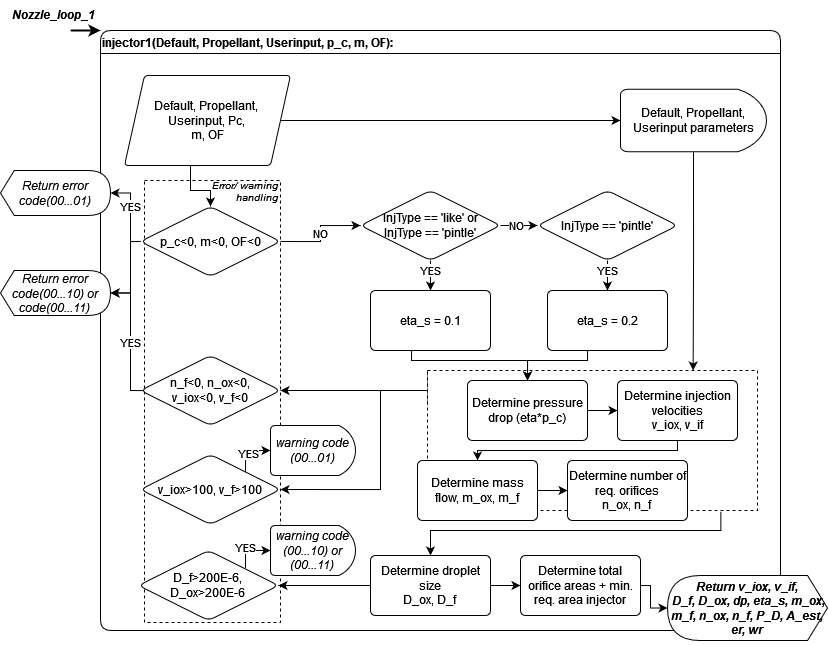 Nozzle_loop_1
injector1(Default, Propellant, Userinput, p_c, m, OF):
Default, Propellant,
Userinput, Pc,
m, OF
Default, Propellant,
Userinput parameters
Error/ warning
handling
Return error
code(00...01)
YES
p_c<0, m<0, OF<0
NO
InjType == 'like' or
InjType == 'pintle'
NO
InjType == 'pintle'
YES
YES
Return error
code(00...10) or
code(00...11)
eta_s = 0.1
eta_s = 0.2
YES
n_f<0, n_ox<0,
v_iox<0, v_f<0
Determine pressure
drop (eta*p_c)
Determine injection
velocities
v_iox, v_if
warning code
(00...01)
YES
v_iox>100, v_f>100
Determine mass
flow, m_ox, m_f
Determine number of
req. orifices
n_ox, n_f
warning code
(00...10) or
(00...11)
YES
D_f>200E-6,
D_ox>200E-6
Determine droplet
size
D_ox, D_f
Determine total
orifice areas + min.
req. area injector
Return v_iox, v_if,
D_f, D_ox, dp, eta_s, m_ox,
m_f, n_ox, n_f, P_D, A_est,
er, wr